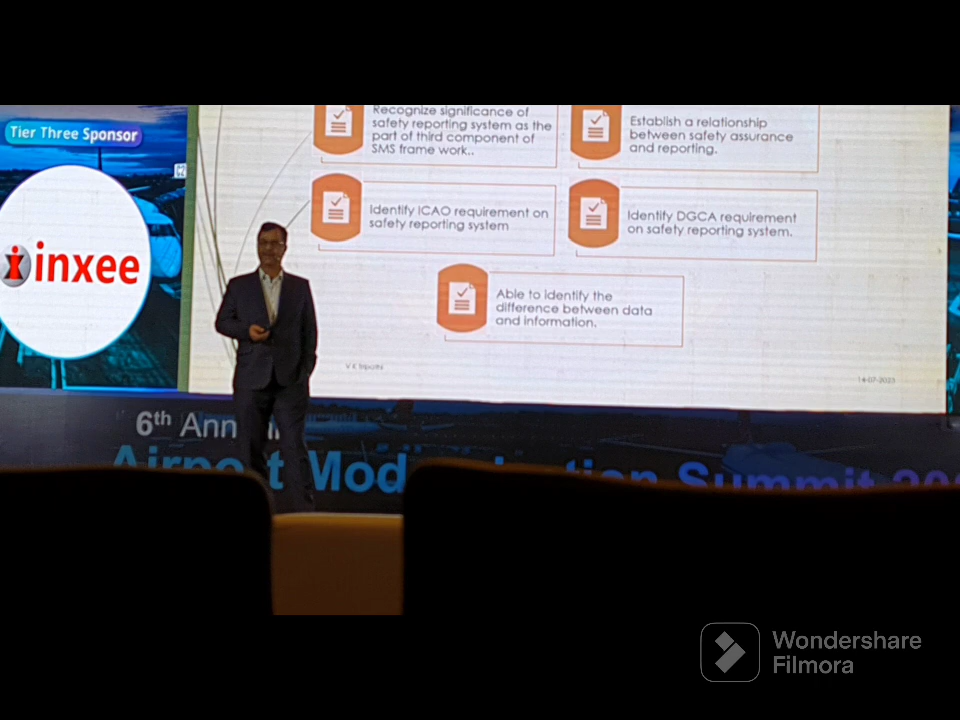 Tier Three Sponsor
inxee
Recognize significance of
safety reporting system as the
part of third component of
SMS frame work..
Establish a relationship
between safety assurance
and reporting.
Identify ICAO requirement on
safety reporting system
Identify DGCA requirement
on safety reporting system.
Able to identify the
difference between data
and information.
V K Tripathi
14-07-2023
6th Ann
Airport Mod Summit
Wondershare
Filmora